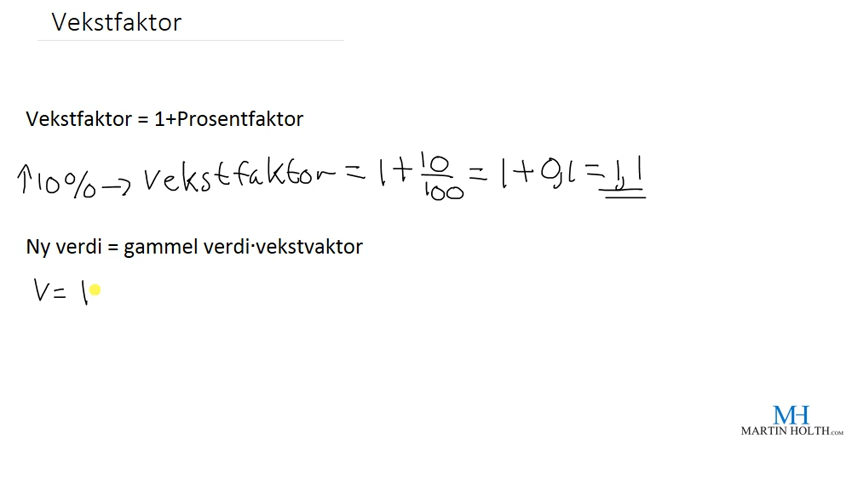 Vekstfaktor
Vekstfaktor = 1+Prosentfaktor
↑10% → Vekstfaktor = 1 + 10/100 = 1 + 0,1 = 1,1
Ny verdi = gammel verdi·vekstvaktor
V = 1
MH
MARTIN HOLTH.COM